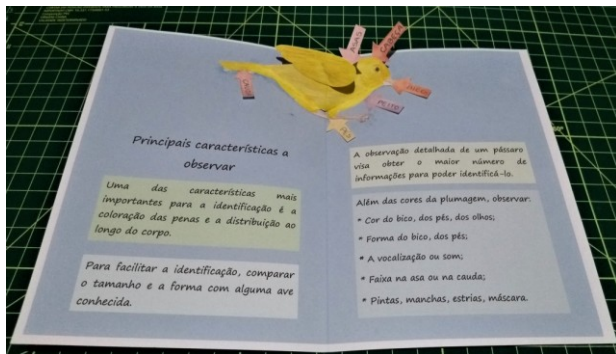 ASAS
CABEÇA
BICO
PEITO
PÉS
Principais características a
observar
Uma das características mais
importantes para a identificação é a
coloração das penas e a distribuição ao
longo do corpo.
Para facilitar a identificação, comparar
o tamanho e a forma com alguma ave
conhecida.
A observação detalhada de um pássaro
visa obter o maior número de
informações para poder identificá-lo.
Além das cores da plumagem, observar:
* Cor do bico, dos pés, dos olhos;
* Forma do bico, dos pés;
* A vocalização ou som;
* Faixa na asa ou na cauda;
* Pintas, manchas, estrias, máscara.